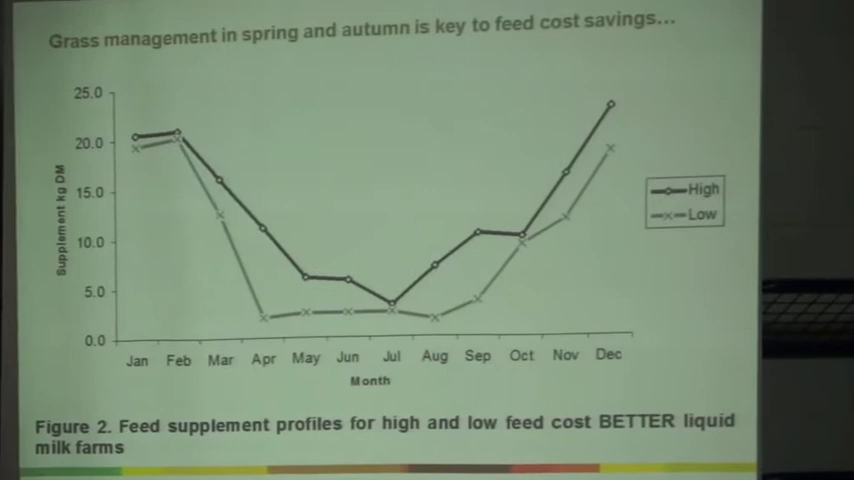 Grass management in spring and autumn is key to feed cost savings...
25.0
20.0
15.0
10.0
5.0
0.0
Supplement kg DM
Jan Feb Mar Apr May Jun Jul Aug Sep Oct Nov Dec
Month
High
Low
Figure 2. Feed supplement profiles for high and low feed cost BETTER liquid
milk farms